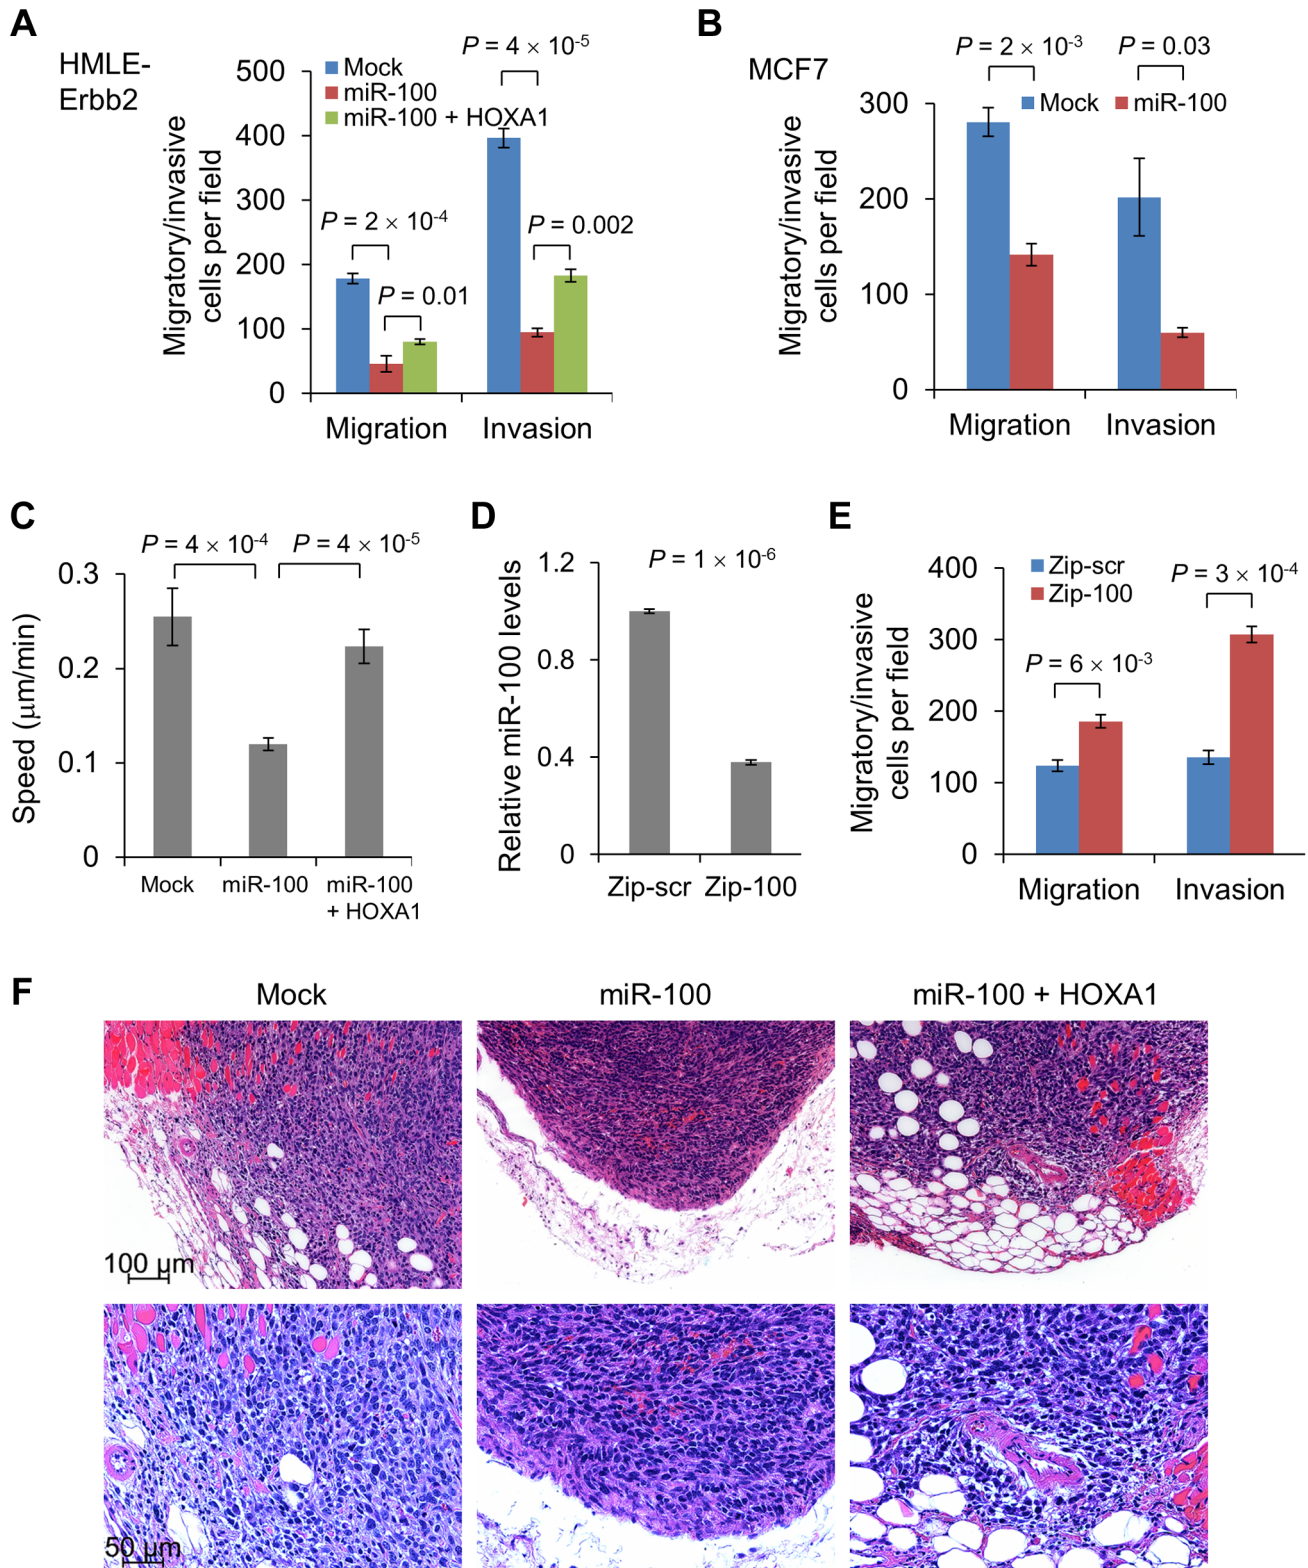 A
HMLE-
Erbb2
Migratory/invasive
cells per field
500
400
300
200
100
0
Mock
miR-100
miR-100 + HOXA1
P = 4 × 10-5
P = 2 × 10-4
P = 0.01
P = 0.002
Migration
Invasion
B
MCF7
Migratory/invasive
cells per field
300
200
100
0
P = 2 × 10-3
P = 0.03
Mock
miR-100
Migration
Invasion
C
Speed (μm/min)
0.3
0.2
0.1
0
P = 4 × 10-4
P = 4 × 10-5
Mock
miR-100
miR-100
+ HOXA1
D
Relative miR-100 levels
1.2
0.8
0.4
0
P = 1 × 10-6
Zip-scr
Zip-100
E
Migratory/invasive
cells per field
400
300
200
100
0
Zip-scr
Zip-100
P = 3 × 10-4
P = 6 × 10-3
Migration
Invasion
F
Mock
miR-100
miR-100 + HOXA1
100 μm
50 μm